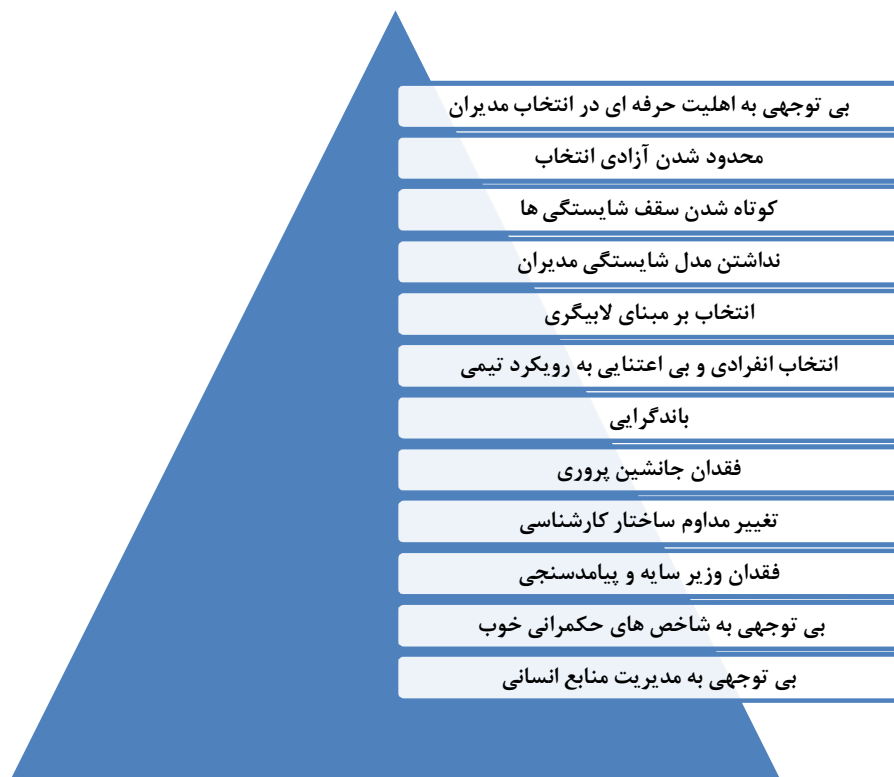 بی توجهی به اهلیت حرفه ای در انتخاب مدیران
محدود شدن آزادی انتخاب
کوتاه شدن سقف شایستگی ها
نداشتن مدل شایستگی مدیران
انتخاب بر مبنای لابیگری
انتخاب انفرادی و بی اعتنایی به رویکرد تیمی
باندگرایی
فقدان جانشین پروری
تغییر مداوم ساختار کارشناسی
فقدان وزیر سایه و پیامدسنجی
بی توجهی به شاخص های حکمرانی خوب
بی توجهی به مدیریت منابع انسانی